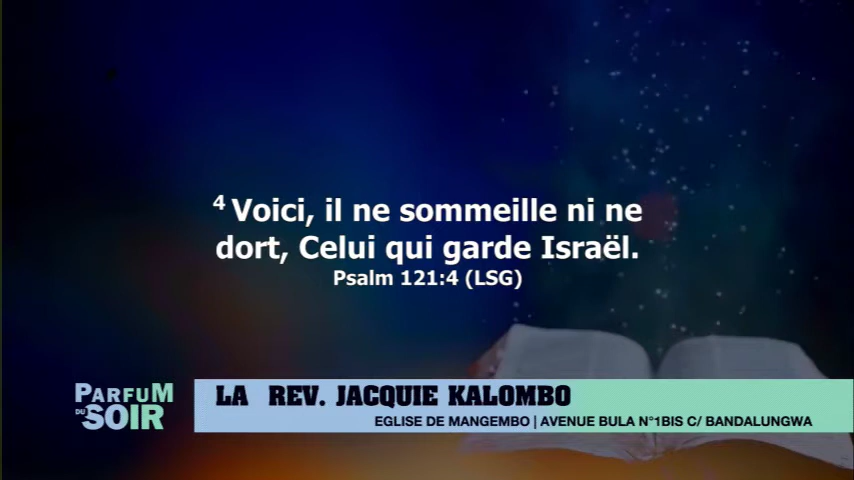 4 Voici, il ne sommeille ni ne
dort, Celui qui garde Israël.
Psalm 121:4 (LSG)
PARFUM
DU SOIR
LA REV. JACQUIE KALOMBO
EGLISE DE MANGEMBO | AVENUE BULA N°1BIS C/ BANDALUNGWA